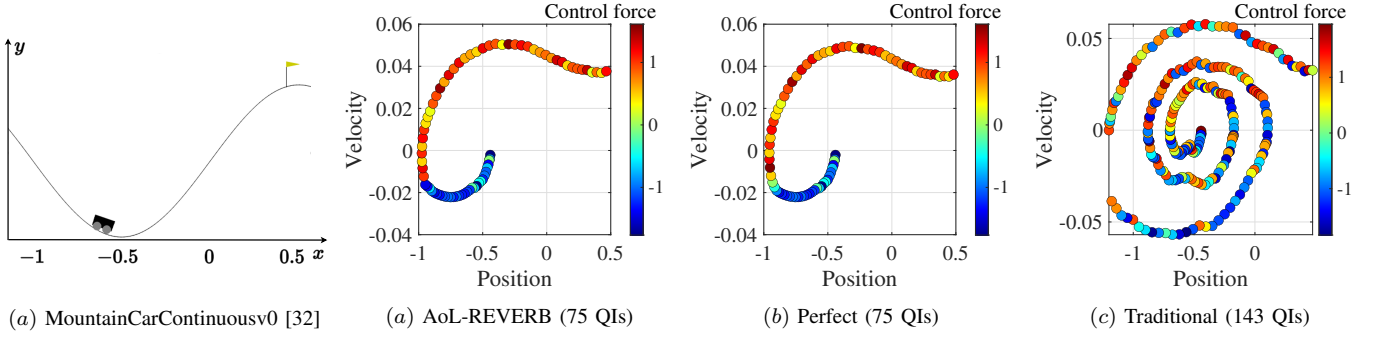 y
−1
−0.5
0
0.5
x
(a) MountainCarContinuousv0 [32]
Control force
0.06
0.04
0.02
0
-0.02
-0.04
Velocity
-1
-0.5
0
0.5
Position
1
0
-1
(a) AoL-REVERB (75 QIs)
Control force
0.06
0.04
0.02
0
-0.02
-0.04
Velocity
-1
-0.5
0
0.5
Position
1
0
-1
(b) Perfect (75 QIs)
Control force
0.05
0
-0.05
Velocity
-1
0
Position
1
0
-1
(c) Traditional (143 QIs)